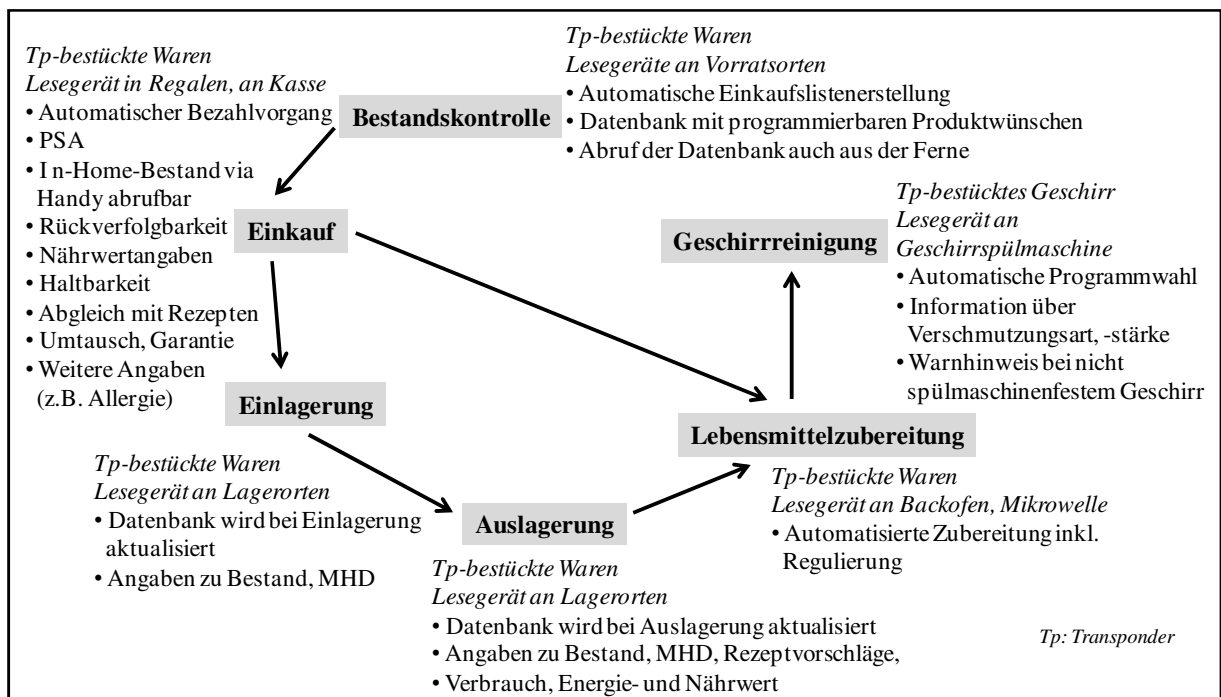 Tp-bestückte Waren
Lesegerät in Regalen, an Kasse
• Automatischer Bezahlvorgang
• PSA
• In-Home-Bestand via
Handy abrufbar
• Rückverfolgbarkeit
• Nährwertangaben
• Haltbarkeit
• Abgleich mit Rezepten
• Umtausch, Garantie
• Weitere Angaben
(z.B. Allergie)
Bestandskontrolle
Tp-bestückte Waren
Lesegeräte an Vorratsorten
• Automatische Einkaufslistenerstellung
• Datenbank mit programmierbaren Produktwünschen
• Abruf der Datenbank auch aus der Ferne
Einkauf
Geschirrreinigung
Tp-bestücktes Geschirr
Lesegerät an
Geschirrspülmaschine
• Automatische Programmwahl
• Information über
Verschmutzungsart, -stärke
• Warnhinweis bei nicht
spülmaschinenfestem Geschirr
Einlagerung
Tp-bestückte Waren
Lesegerät an Lagerorten
• Datenbank wird bei Einlagerung
aktualisiert
• Angaben zu Bestand, MHD
Auslagerung
Tp-bestückte Waren
Lesegerät an Lagerorten
• Datenbank wird bei Auslagerung aktualisiert
• Angaben zu Bestand, MHD, Rezeptvorschläge,
• Verbrauch, Energie- und Nährwert
Lebensmittelzubereitung
Tp-bestückte Waren
Lesegerät an Backofen, Mikrowelle
• Automatisierte Zubereitung inkl.
Regulierung
Tp: Transponder